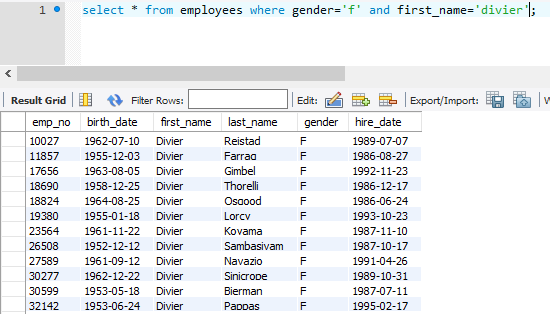 1 select * from employees where gender='f' and first_name='divier';
Result Grid Filter Rows: Edit: Export/Import: W
emp_no birth_date first_name last_name gender hire_date
10027 1962-07-10 Divier Reistad F 1989-07-07
11857 1955-12-03 Divier Farrag F 1986-08-27
17656 1963-08-05 Divier Gimbel F 1992-11-23
18690 1958-12-25 Divier Thorelli F 1986-12-17
18824 1964-08-25 Divier Osgood F 1986-06-24
19380 1955-01-18 Divier Lorcy F 1993-10-23
23564 1961-11-22 Divier Koyama F 1987-11-10
26508 1952-12-12 Divier Sambasivam F 1987-10-17
27589 1961-09-12 Divier Navazio F 1991-04-26
30277 1962-12-22 Divier Sinicrope F 1989-10-31
30599 1953-05-18 Divier Bierman F 1987-07-11
32142 1953-06-24 Divier Pappas F 1995-02-17